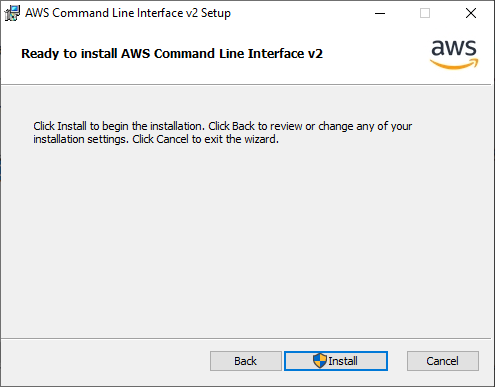 AWS Command Line Interface v2 Setup
Ready to install AWS Command Line Interface v2
aws
Click Install to begin the installation. Click Back to review or change any of your
installation settings. Click Cancel to exit the wizard.
Back
Install
Cancel